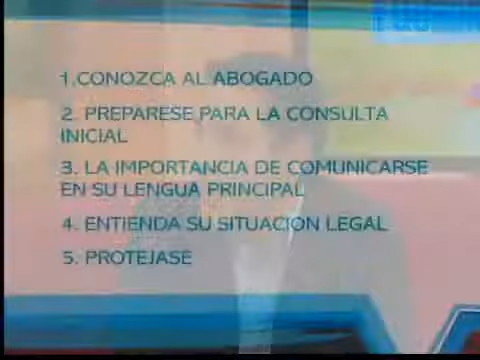 1.CONOZCA AL ABOGADO
2. PREPARESE PARA LA CONSULTA
INICIAL
3. LA IMPORTANCIA DE COMUNICARSE
EN SU LENGUA PRINCIPAL
4. ENTIENDA SU SITUACION LEGAL
5. PROTEJASE